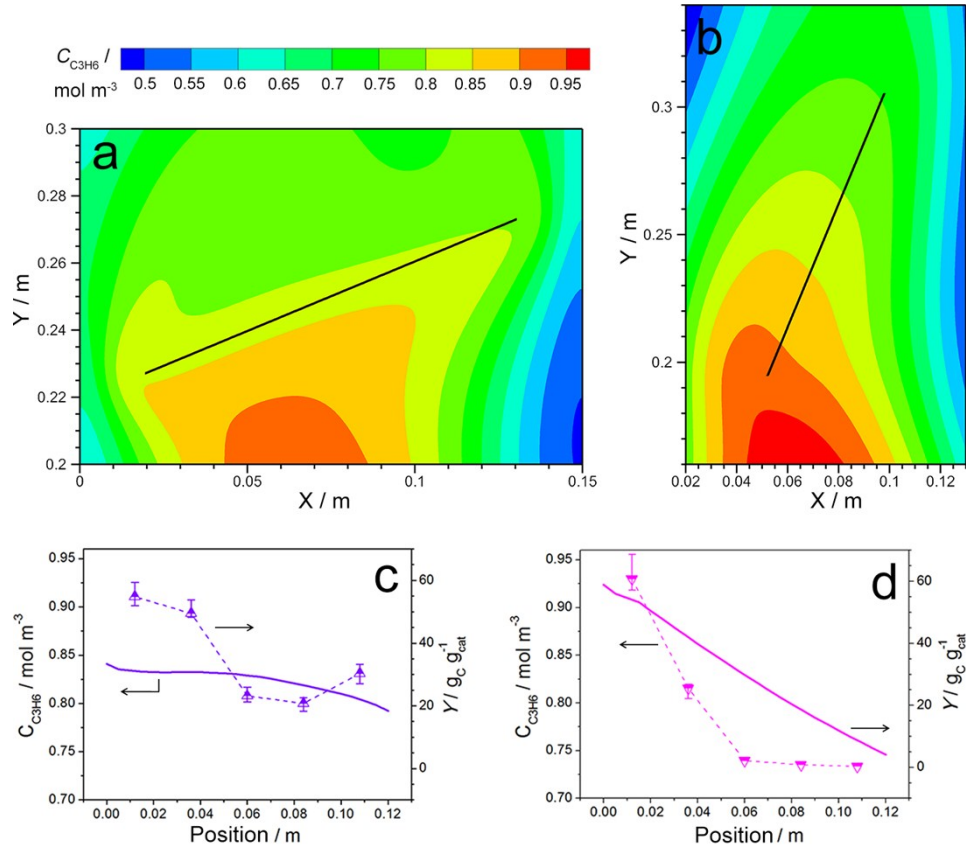 C_C3H6 /
mol m⁻³
0.5 0.55 0.6 0.65 0.7 0.75 0.8 0.85 0.9 0.95
a
0.3
0.28
0.26
0.24
0.22
0.2
Y / m
0 0.05 0.1 0.15
X / m
b
0.3
0.25
0.2
Y / m
0.02 0.04 0.06 0.08 0.1 0.12
X / m
c
0.95
0.90
0.85
0.80
0.75
0.70
C_C3H6 / mol m⁻³
60
40
20
0
Y / g_C g_cat⁻¹
0.00 0.02 0.04 0.06 0.08 0.10 0.12
Position / m
d
0.95
0.90
0.85
0.80
0.75
0.70
C_C3H6 / mol m⁻³
60
40
20
0
Y / g_C g_cat⁻¹
0.00 0.02 0.04 0.06 0.08 0.10 0.12
Position / m